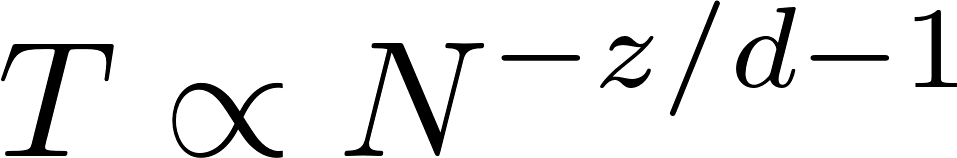 T ∝ N^{-z/d-1}